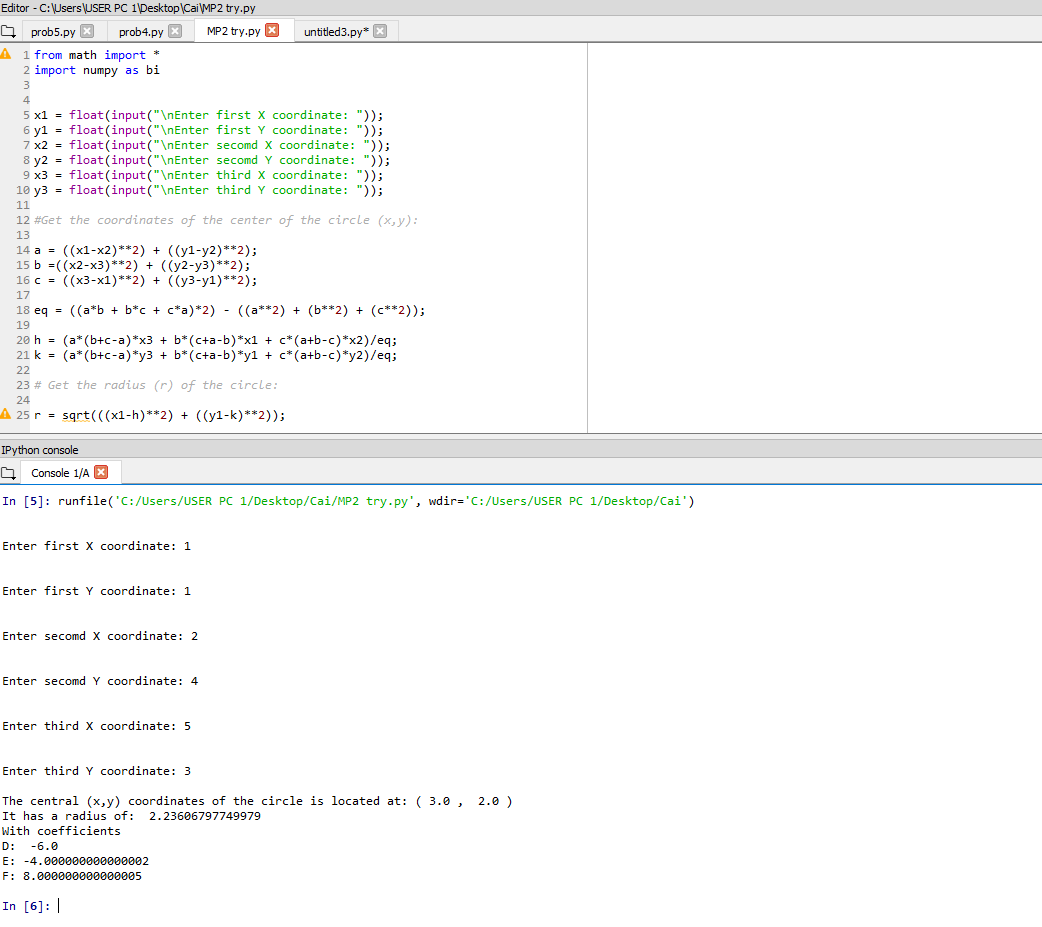 Editor - C:\Users\USER PC 1\Desktop\Cai\MP2 try.py
prob5.py prob4.py MP2 try.py untitled3.py*
1 from math import *
2 import numpy as bi
3
4
5 x1 = float(input("\nEnter first X coordinate: "));
6 y1 = float(input("\nEnter first Y coordinate: "));
7 x2 = float(input("\nEnter secomd X coordinate: "));
8 y2 = float(input("\nEnter secomd Y coordinate: "));
9 x3 = float(input("\nEnter third X coordinate: "));
10 y3 = float(input("\nEnter third Y coordinate: "));
11
12 #Get the coordinates of the center of the circle (x,y):
13
14 a = ((x1-x2)**2) + ((y1-y2)**2);
15 b =((x2-x3)**2) + ((y2-y3)**2);
16 c = ((x3-x1)**2) + ((y3-y1)**2);
17
18 eq = ((a*b + b*c + c*a)*2) - ((a**2) + (b**2) + (c**2));
19
20 h = (a*(b+c-a)*x3 + b*(c+a-b)*x1 + c*(a+b-c)*x2)/eq;
21 k = (a*(b+c-a)*y3 + b*(c+a-b)*y1 + c*(a+b-c)*y2)/eq;
22
23 # Get the radius (r) of the circle:
24
25 r = sqrt(((x1-h)**2) + ((y1-k)**2));
IPython console
Console 1/A
In [5]: runfile('C:/Users/USER PC 1/Desktop/Cai/MP2 try.py', wdir='C:/Users/USER PC 1/Desktop/Cai')
Enter first X coordinate: 1
Enter first Y coordinate: 1
Enter secomd X coordinate: 2
Enter secomd Y coordinate: 4
Enter third X coordinate: 5
Enter third Y coordinate: 3
The central (x,y) coordinates of the circle is located at: ( 3.0 ,  2.0 )
It has a radius of:  2.23606797749979
With coefficients
D:  -6.0
E: -4.000000000000002
F: 8.000000000000005
In [6]: